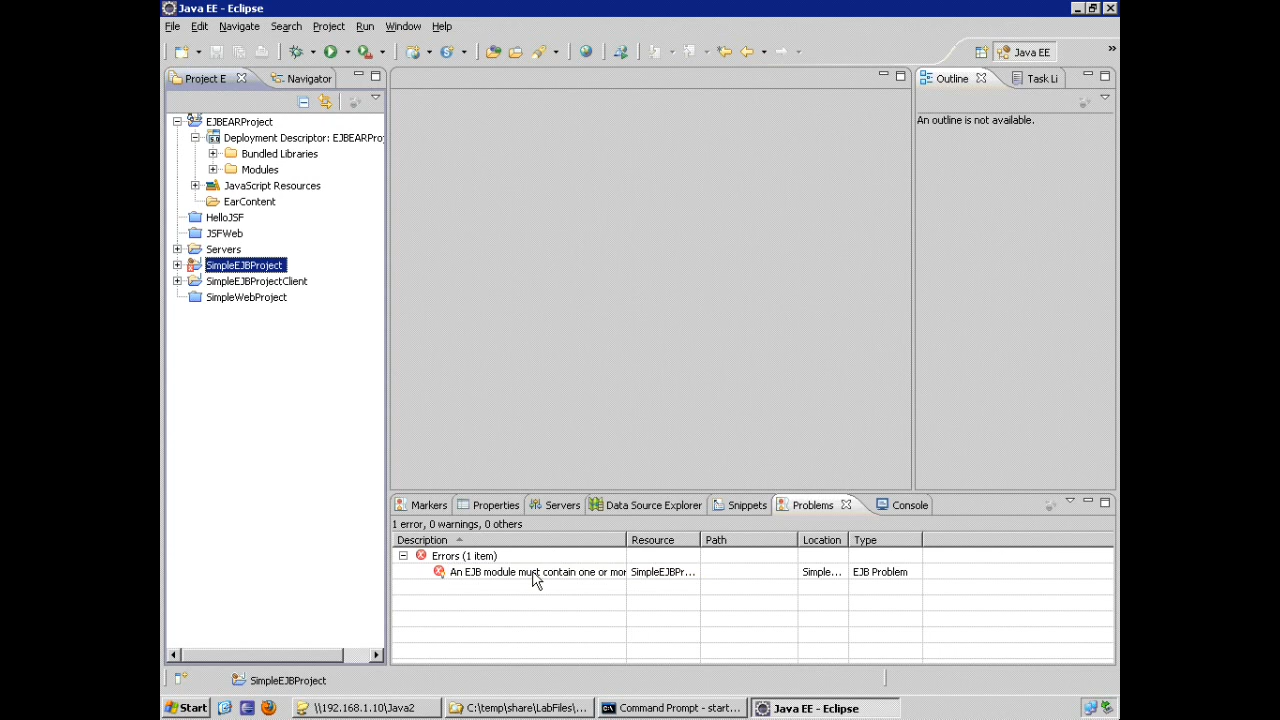 Java EE - Eclipse
File Edit Navigate Search Project Run Window Help
Java EE
»
Project E Navigator
Outline Task Li
EJBEARProject
Deployment Descriptor: EJBEARPro
Bundled Libraries
Modules
JavaScript Resources
EarContent
HelloJSF
JSFWeb
Servers
SimpleEJBProject
SimpleEJBProjectClient
SimpleWebProject
An outline is not available.
Markers Properties Servers Data Source Explorer Snippets Problems Console
1 error, 0 warnings, 0 others
Description Resource Path Location Type
Errors (1 item)
An EJB module must contain one or mor SimpleEJBPr... Simple... EJB Problem
SimpleEJBProject
Start \\192.168.1.10\Java2 C:\temp\share\LabFiles\... Command Prompt - start... Java EE - Eclipse